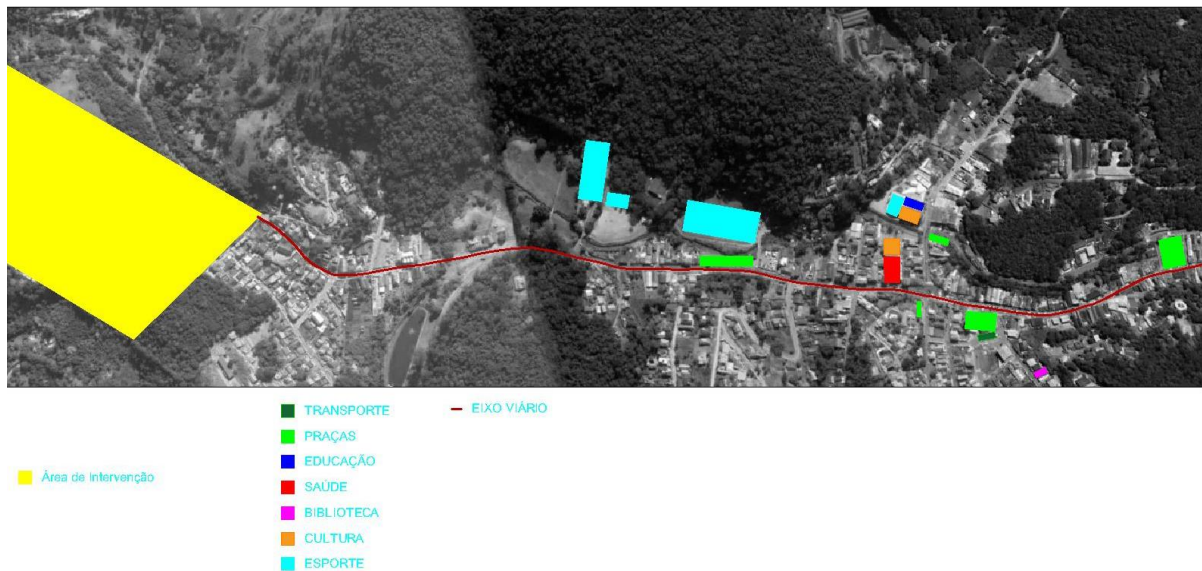 TRANSPORTE
EIXO VIÁRIO
PRAÇAS
EDUCAÇÃO
Área de Intervenção
SAÚDE
BIBLIOTECA
CULTURA
ESPORTE